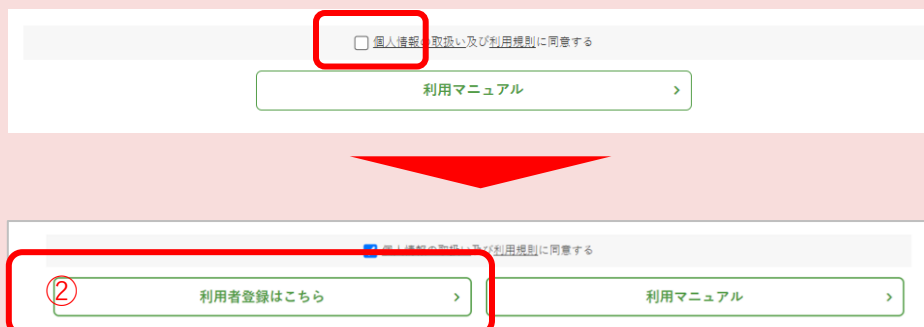 個人情報の取扱い及び利用規則に同意する
利用マニュアル
個人情報の取扱い及び利用規則に同意する
②
利用者登録はこちら
利用マニュアル